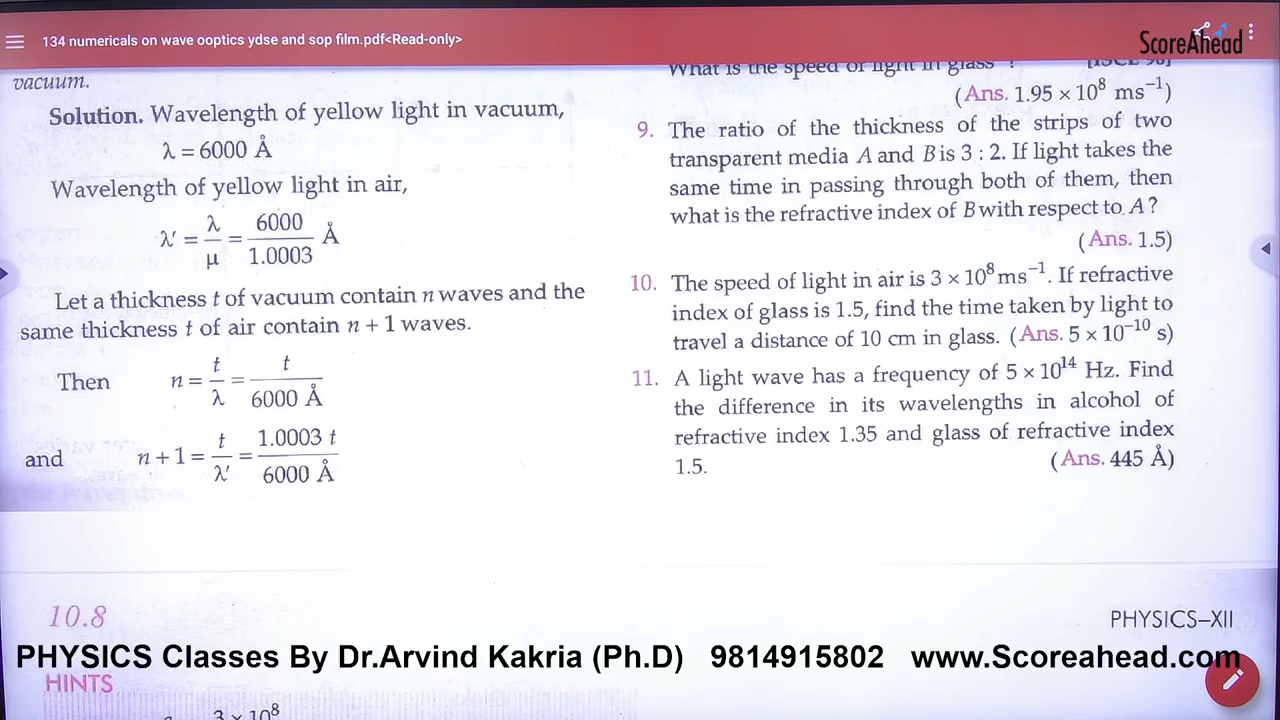 134 numericals on wave ooptics ydse and sop film.pdf<Read-only>
ScoreAhead
vacuum.
Solution. Wavelength of yellow light in vacuum,
λ = 6000 Å
Wavelength of yellow light in air,
λ′ = λ/μ = 6000/1.0003 Å
Let a thickness t of vacuum contain n waves and the
same thickness t of air contain n + 1 waves.
Then n = t/λ = t/6000 Å
and n + 1 = t/λ′ = 1.0003 t/6000 Å
What is the speed of light in glass ? [ISCE 98]
(Ans. 1.95 × 10⁸ ms⁻¹)
9. The ratio of the thickness of the strips of two
transparent media A and B is 3 : 2. If light takes the
same time in passing through both of them, then
what is the refractive index of B with respect to A ?
(Ans. 1.5)
10. The speed of light in air is 3 × 10⁸ ms⁻¹. If refractive
index of glass is 1.5, find the time taken by light to
travel a distance of 10 cm in glass. (Ans. 5 × 10⁻¹⁰ s)
11. A light wave has a frequency of 5 × 10¹⁴ Hz. Find
the difference in its wavelengths in alcohol of
refractive index 1.35 and glass of refractive index
1.5. (Ans. 445 Å)
10.8
PHYSICS–XII
PHYSICS Classes By Dr.Arvind Kakria (Ph.D) 9814915802 www.Scoreahead.com
HINTS
3 × 10⁸